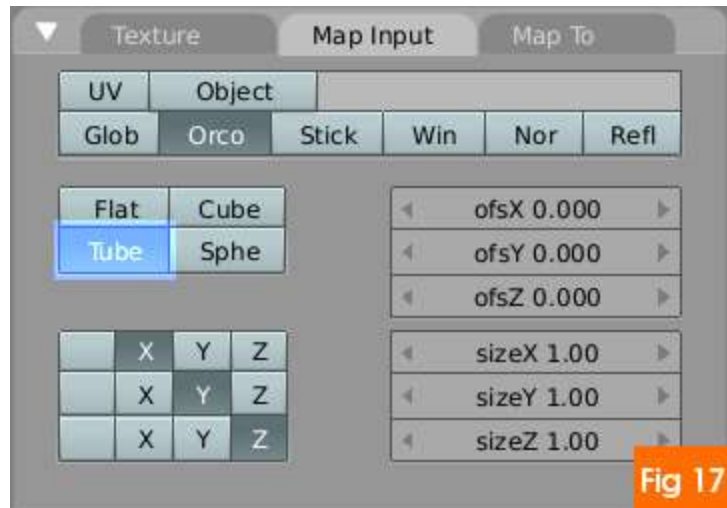 Texture Map Input Map To
UV Object
Glob Orco Stick Win Nor Refl
Flat Cube
Tube Sphe
ofsX 0.000
ofsY 0.000
ofsZ 0.000
X Y Z
X Y Z
X Y Z
sizeX 1.00
sizeY 1.00
sizeZ 1.00
Fig 17